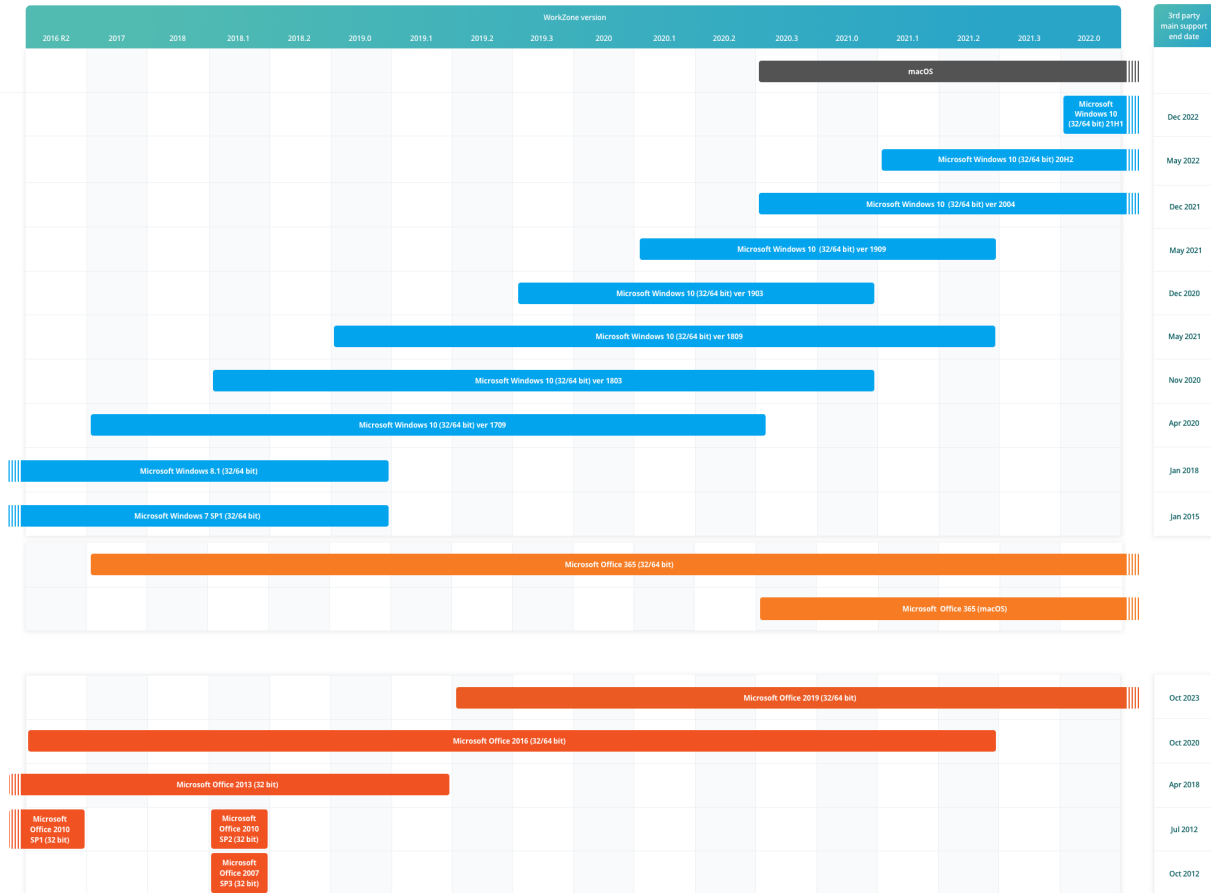 WorkZone version
3rd party
main support
end date
2016 R2 2017 2018 2018.1 2018.2 2019.0 2019.1 2019.2 2019.3 2020 2020.1 2020.2 2020.3 2021.0 2021.1 2021.2 2021.3 2022.0
macOS
Microsoft
Windows 10
(32/64 bit) 21H1
Dec 2022
Microsoft Windows 10 (32/64 bit) 20H2
May 2022
Microsoft Windows 10 (32/64 bit) ver 2004
Dec 2021
Microsoft Windows 10 (32/64 bit) ver 1909
May 2021
Microsoft Windows 10 (32/64 bit) ver 1903
Dec 2020
Microsoft Windows 10 (32/64 bit) ver 1809
May 2021
Microsoft Windows 10 (32/64 bit) ver 1803
Nov 2020
Microsoft Windows 10 (32/64 bit) ver 1709
Apr 2020
Microsoft Windows 8.1 (32/64 bit)
Jan 2018
Microsoft Windows 7 SP1 (32/64 bit)
Jan 2015
Microsoft Office 365 (32/64 bit)
Microsoft Office 365 (macOS)
Microsoft Office 2019 (32/64 bit)
Oct 2023
Microsoft Office 2016 (32/64 bit)
Oct 2020
Microsoft Office 2013 (32 bit)
Apr 2018
Microsoft
Office 2010
SP1 (32 bit)
Microsoft
Office 2010
SP2 (32 bit)
Jul 2012
Microsoft
Office 2007
SP3 (32 bit)
Oct 2012